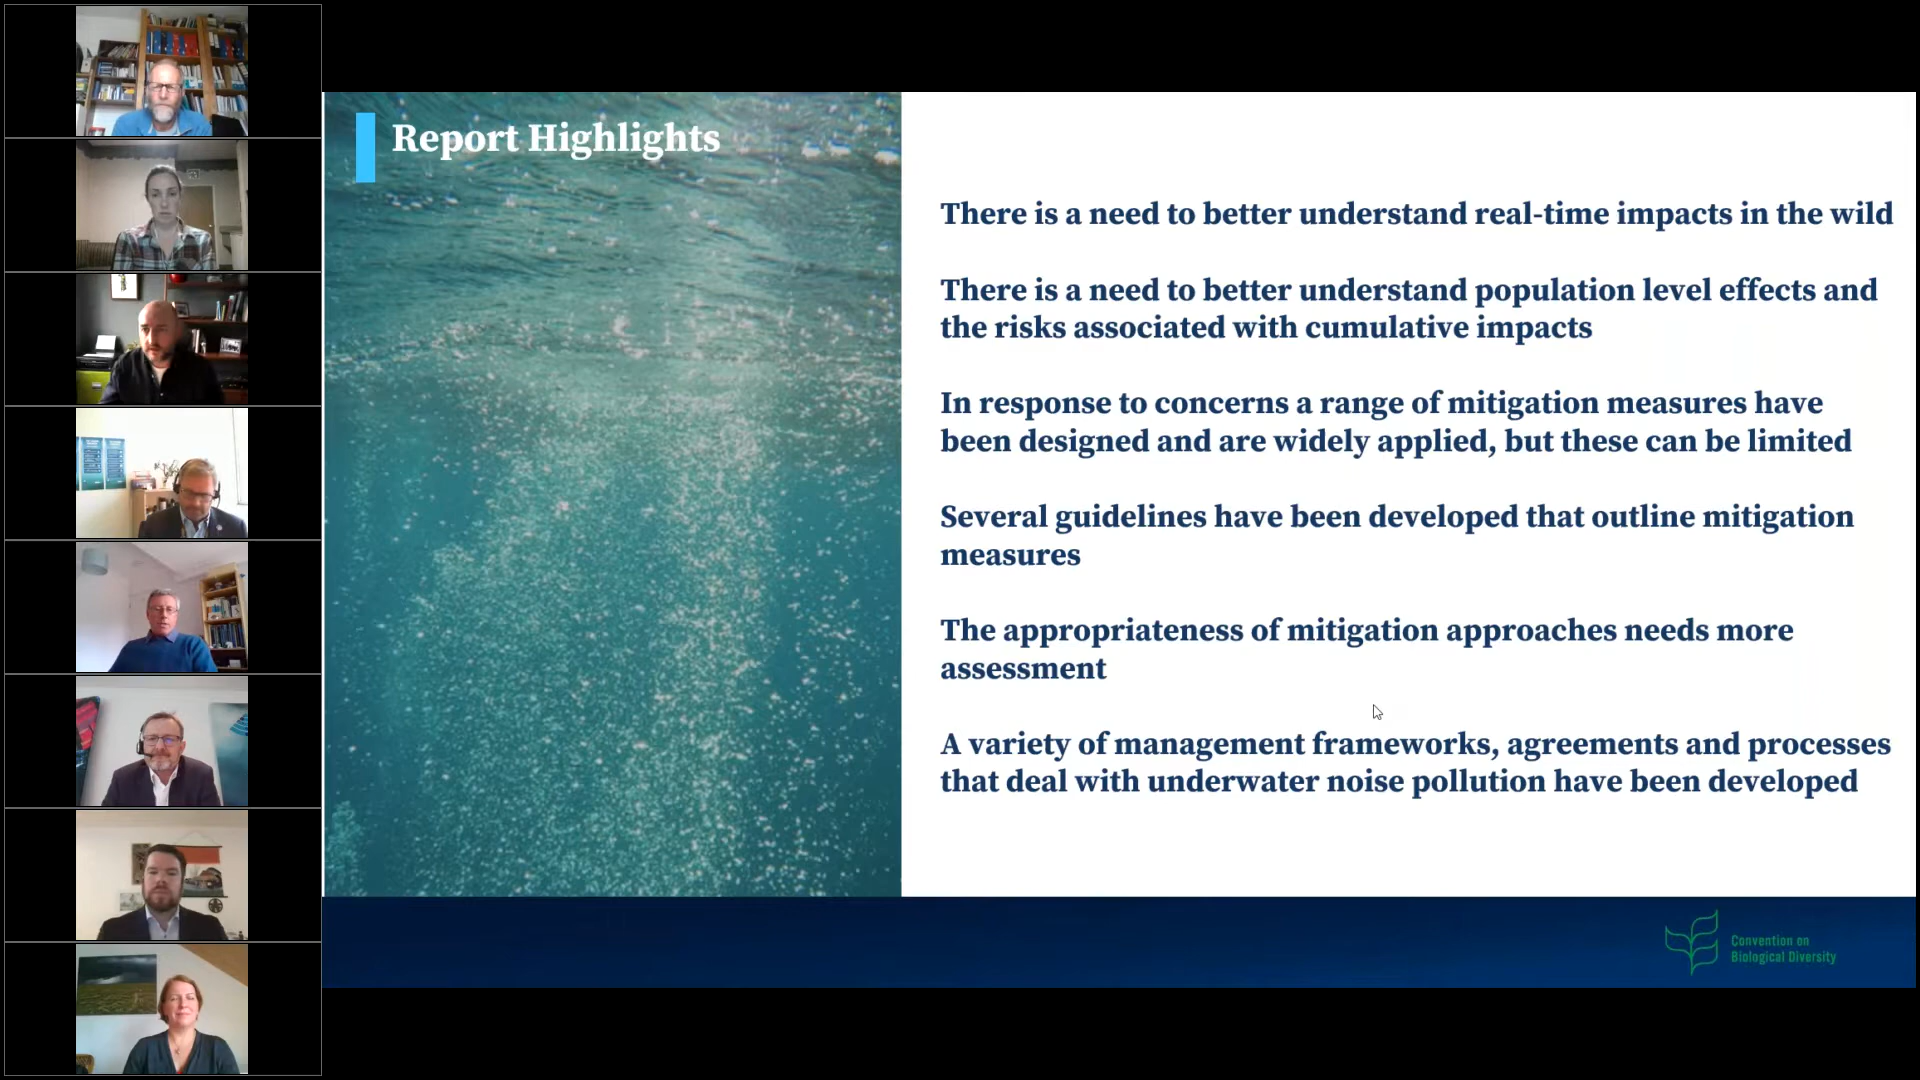 Report Highlights
There is a need to better understand real-time impacts in the wild
There is a need to better understand population level effects and
the risks associated with cumulative impacts
In response to concerns a range of mitigation measures have
been designed and are widely applied, but these can be limited
Several guidelines have been developed that outline mitigation
measures
The appropriateness of mitigation approaches needs more
assessment
A variety of management frameworks, agreements and processes
that deal with underwater noise pollution have been developed
Convention on
Biological Diversity